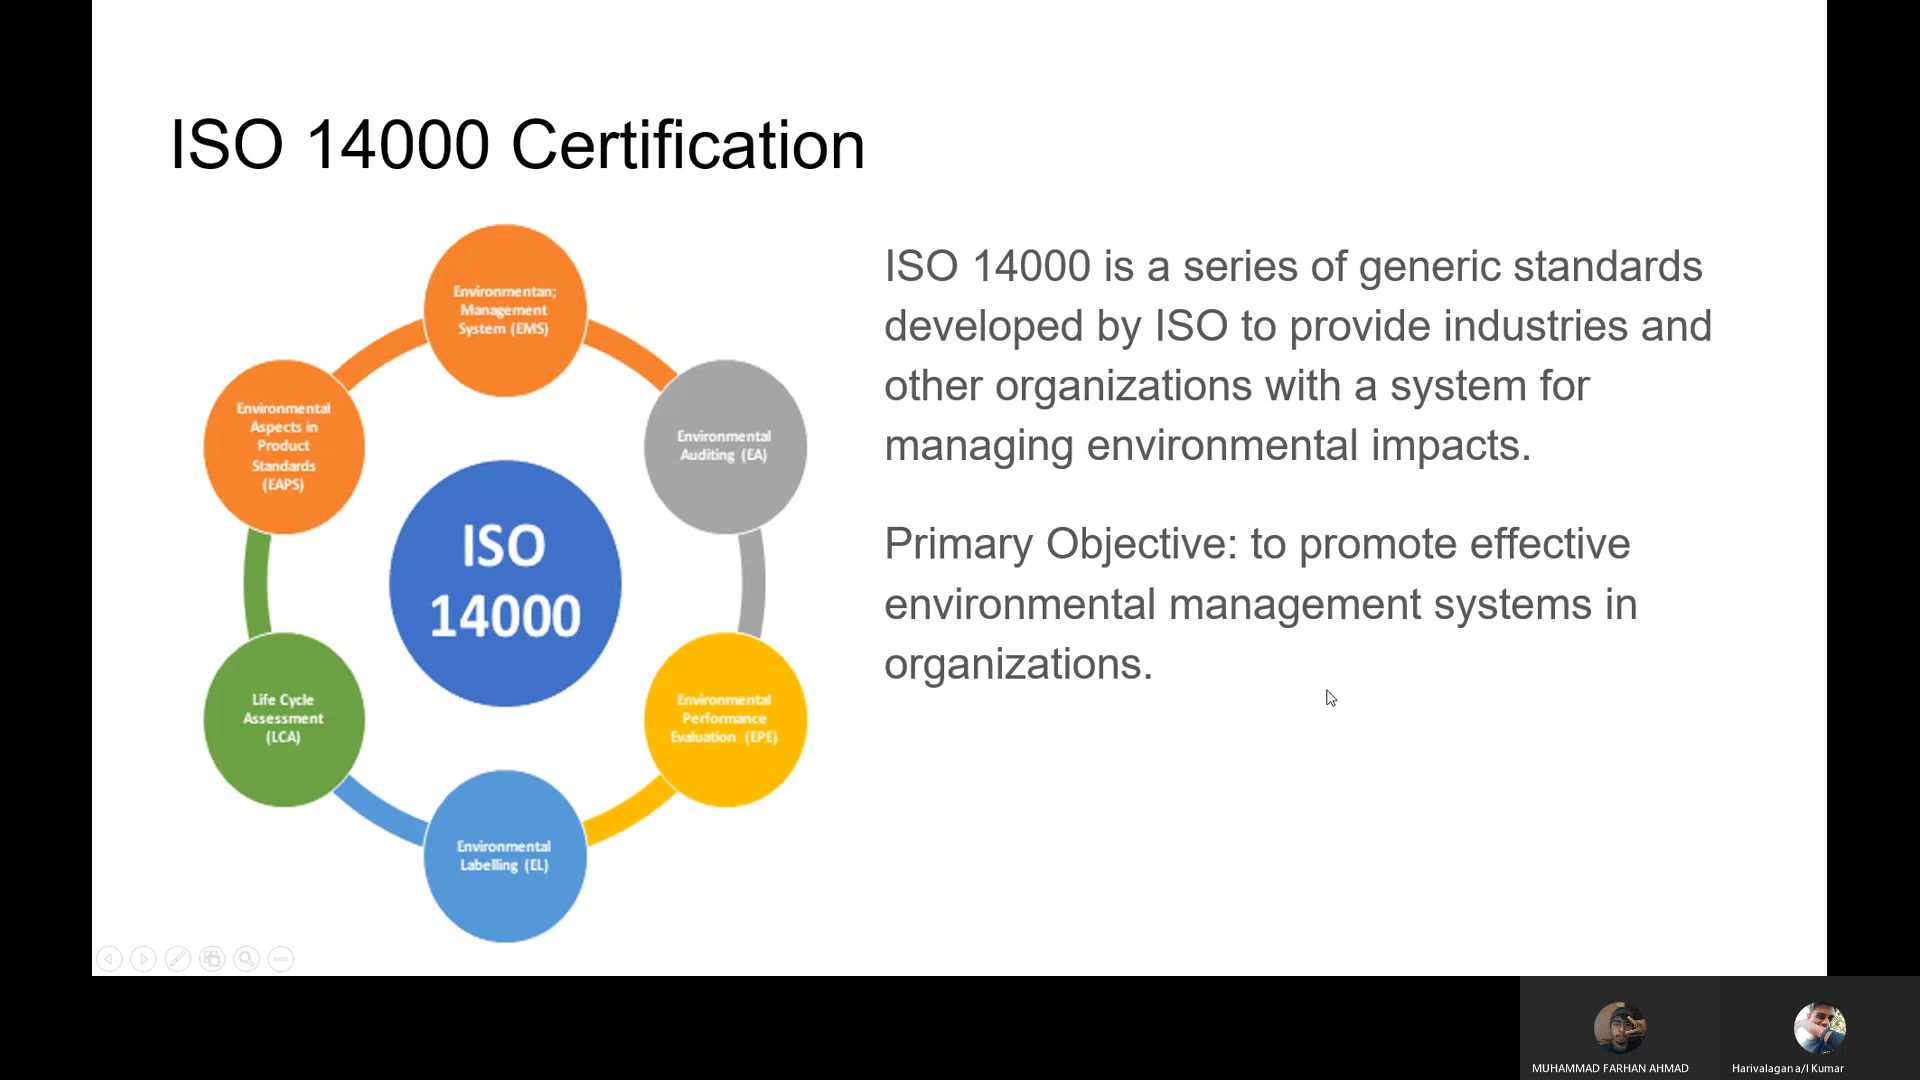 ISO 14000 Certification
Environmentan;
Management
System (EMS)
Environmental
Auditing (EA)
Environmental
Performance
Evaluation (EPE)
Environmental
Labelling (EL)
Life Cycle
Assessment
(LCA)
Environmental
Aspects in
Product
Standards
(EAPS)
ISO
14000
ISO 14000 is a series of generic standards
developed by ISO to provide industries and
other organizations with a system for
managing environmental impacts.
Primary Objective: to promote effective
environmental management systems in
organizations.
MUHAMMAD FARHAN AHMAD
Harivalagan a/l Kumar